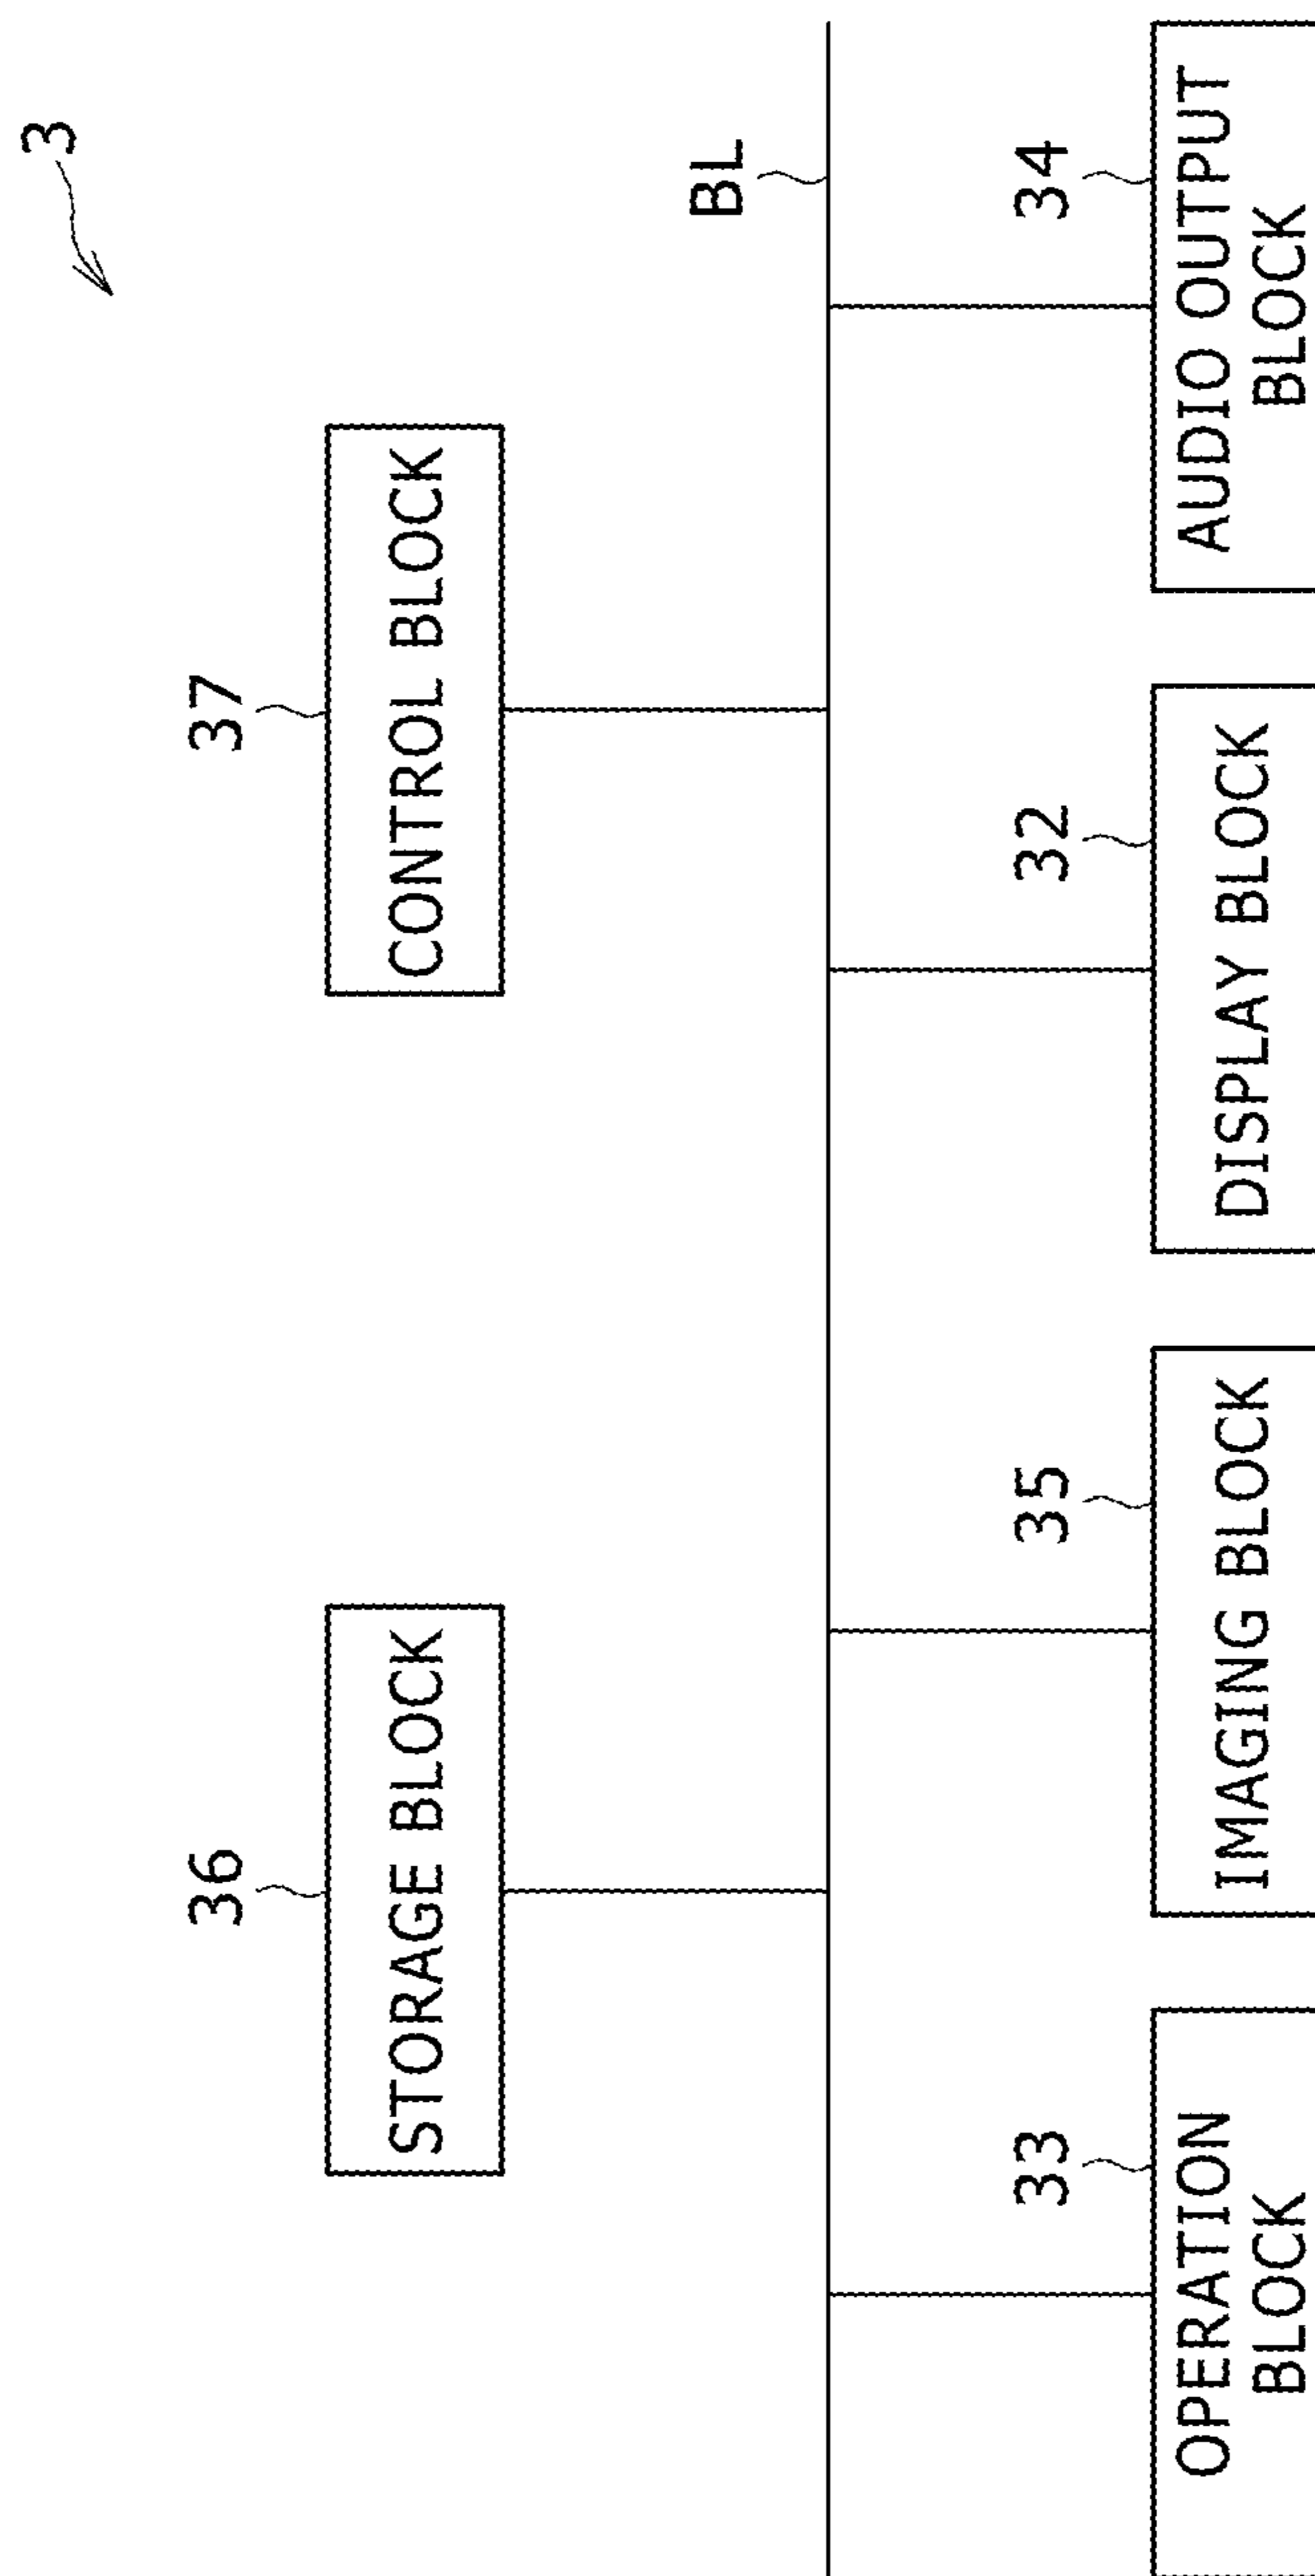 3
36
37
STORAGE BLOCK
CONTROL BLOCK
BL
33
35
32
34
OPERATION
BLOCK
IMAGING BLOCK
DISPLAY BLOCK
AUDIO OUTPUT
BLOCK